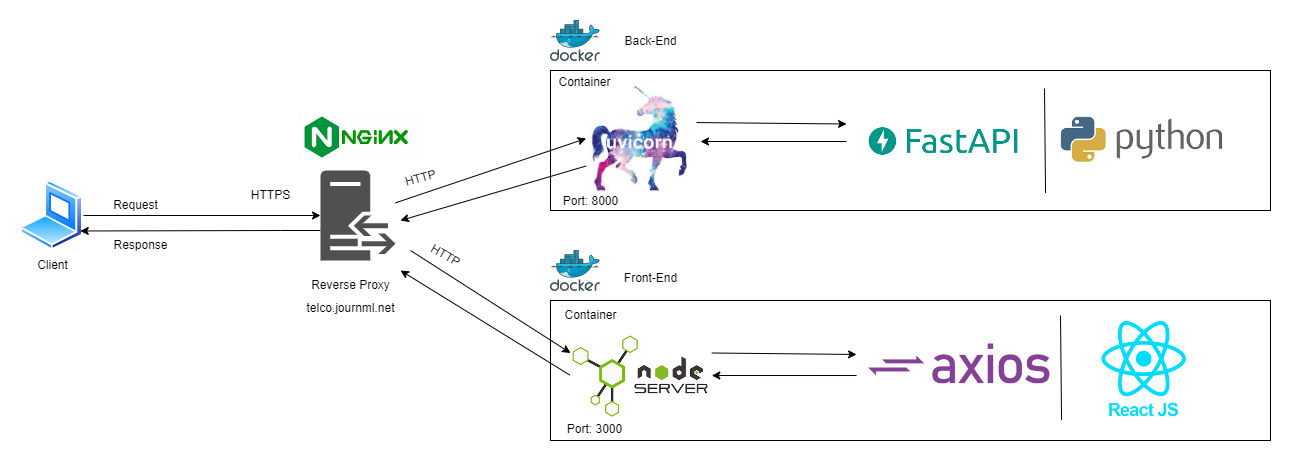 docker
Back-End
Container
NGiNX
uvicorn
FastAPI
python
HTTP
HTTPS
Request
Port: 8000
Response
Client
HTTP
docker
Front-End
Reverse Proxy
telco.journml.net
Container
node
SERVER
axios
React JS
Port: 3000